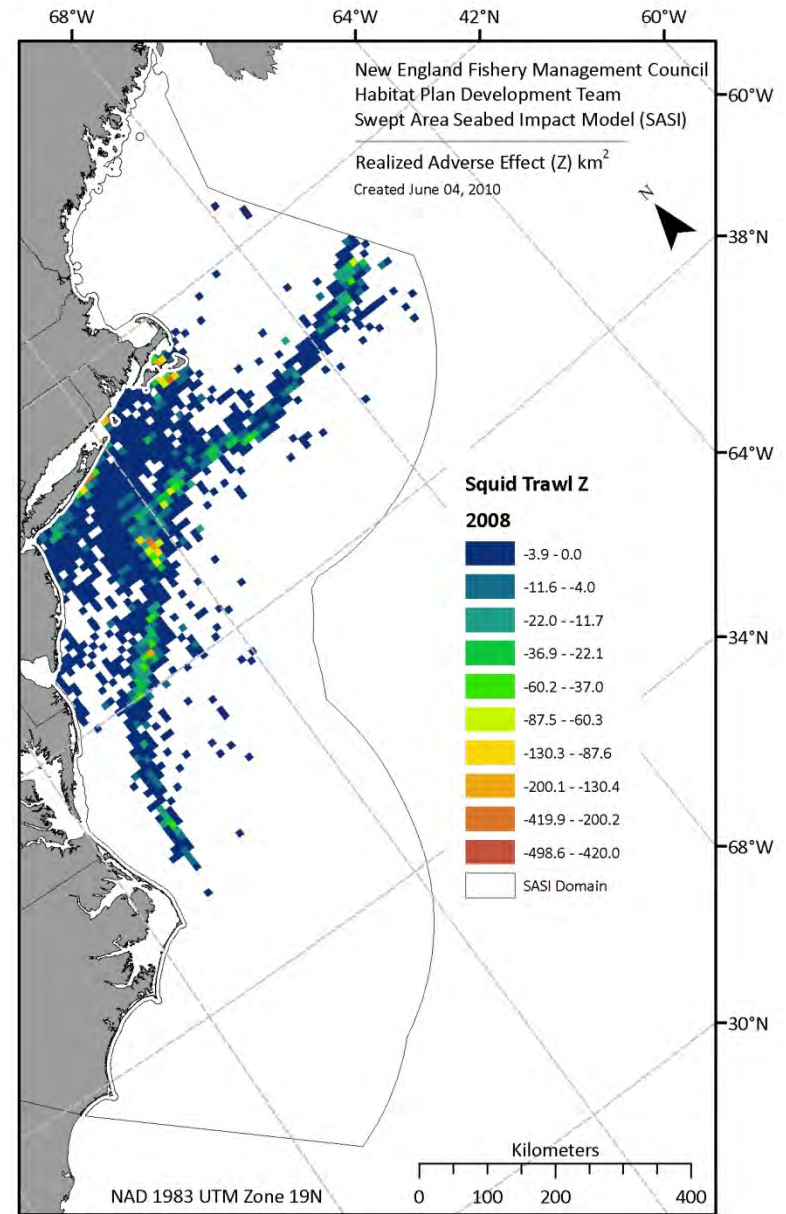 68°W
64°W
42°N
60°W
New England Fishery Management Council
Habitat Plan Development Team
Swept Area Seabed Impact Model (SASI)
Realized Adverse Effect (Z) km²
Created June 04, 2010
60°W
N
38°N
64°W
Squid Trawl Z
2008
-3.9 - 0.0
-11.6 - -4.0
-22.0 - -11.7
-36.9 - -22.1
-60.2 - -37.0
-87.5 - -60.3
-130.3 - -87.6
-200.1 - -130.4
-419.9 - -200.2
-498.6 - -420.0
SASI Domain
34°N
68°W
30°N
Kilometers
0 100 200 400
NAD 1983 UTM Zone 19N